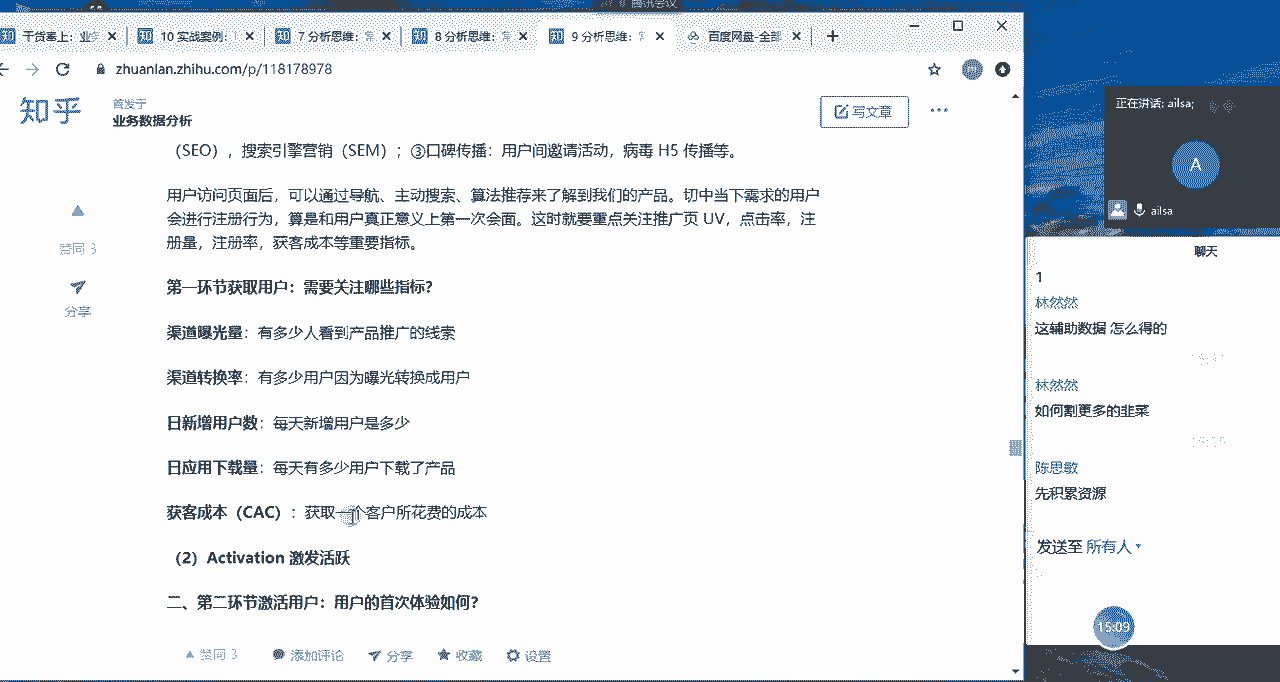 腾讯会议
干货奉上：业务
10 实战案例：
7 分析思维：常
8 分析思维：常
9 分析思维：常
百度网盘-全部
zhuanlan.zhihu.com/p/118178978
知乎
首发于
业务数据分析
写文章
（SEO），搜索引擎营销（SEM）；③口碑传播：用户间邀请活动，病毒 H5 传播等。
用户访问页面后，可以通过导航、主动搜索、算法推荐来了解到我们的产品。切中当下需求的用户
会进行注册行为，算是和用户真正意义上第一次会面。这时就要重点关注推广页 UV，点击率，注
册量，注册率，获客成本等重要指标。
赞同 3
分享
第一环节获取用户：需要关注哪些指标？
渠道曝光量：有多少人看到产品推广的线索
渠道转换率：有多少用户因为曝光转换成用户
日新增用户数：每天新增用户是多少
日应用下载量：每天有多少用户下载了产品
获客成本（CAC）：获取一个客户所花费的成本
（2）Activation 激发活跃
二、第二环节激活用户：用户的首次体验如何？
赞同 3
添加评论
分享
收藏
设置
正在讲话: ailsa;
A
ailsa
聊天
1
林然然
这辅助数据 怎么得的
林然然
如何割更多的韭菜
陈思敏
先积累资源
发送至 所有人
15:09